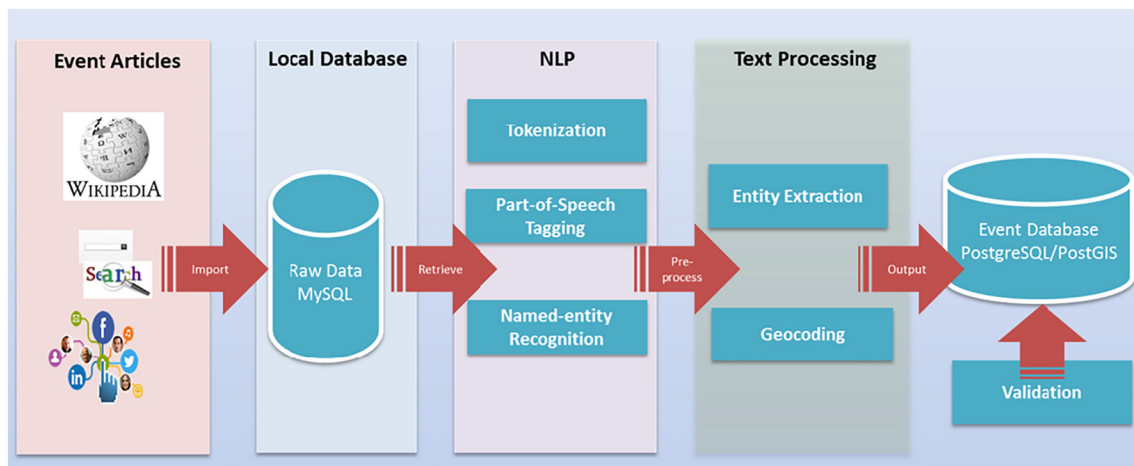 Event Articles
WIKIPEDIA
Search
Import
Local Database
Raw Data
MySQL
Retrieve
NLP
Tokenization
Part-of-Speech
Tagging
Named-entity
Recognition
Pre-
process
Text Processing
Entity Extraction
Geocoding
Output
Event Database
PostgreSQL/PostGIS
Validation